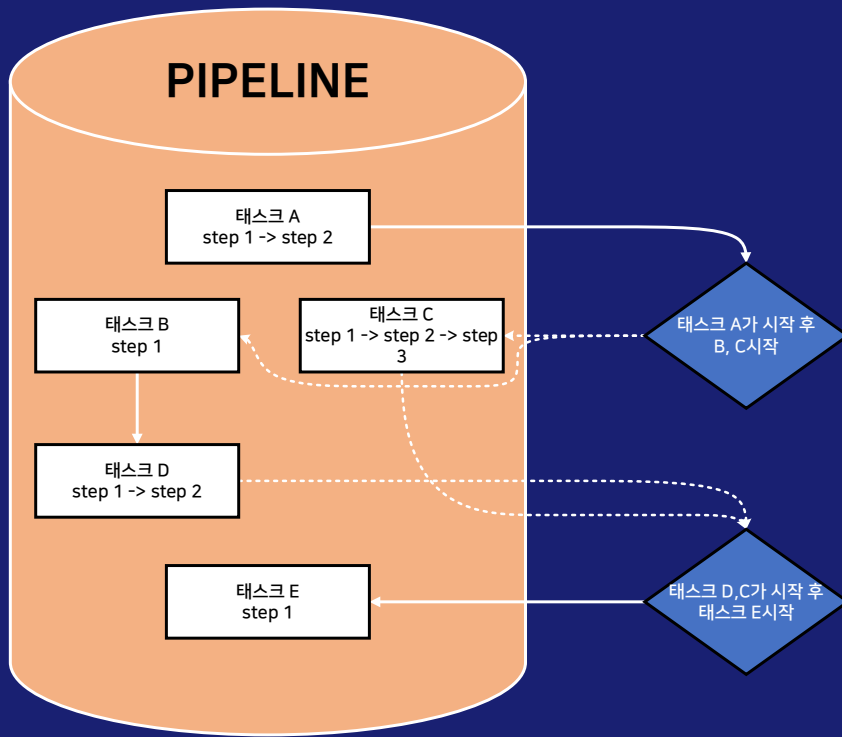 PIPELINE
태스크 A
step 1 -> step 2
태스크 B
step 1
태스크 C
step 1 -> step 2 -> step
3
태스크 A가 시작 후
B, C시작
태스크 D
step 1 -> step 2
태스크 E
step 1
태스크 D,C가 시작 후
태스크 E시작